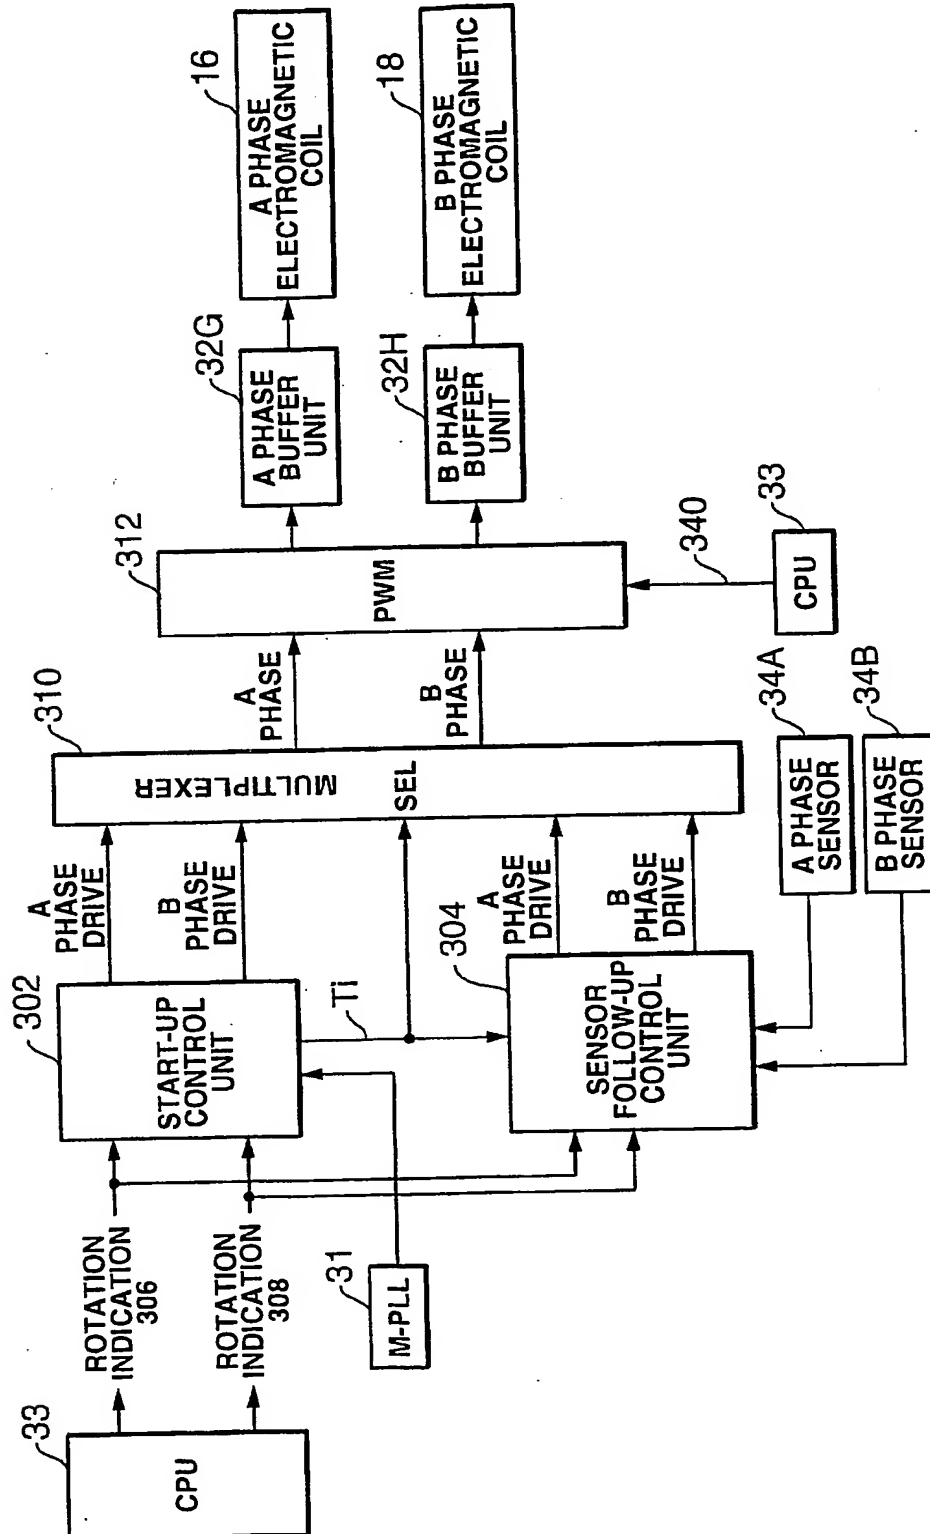 33
CPU
ROTATION
INDICATION
306
ROTATION
INDICATION
308
31
M-PLL
302
START-UP
CONTROL
UNIT
Ti
304
SENSOR
FOLLOW-UP
CONTROL
UNIT
A
PHASE
DRIVE
B
PHASE
DRIVE
A
PHASE
DRIVE
B
PHASE
DRIVE
310
MULTIPLEXER
SEL
34A
A PHASE
SENSOR
34B
B PHASE
SENSOR
A
PHASE
B
PHASE
312
PWM
340
33
CPU
32G
A PHASE
BUFFER
UNIT
32H
B PHASE
BUFFER
UNIT
16
A PHASE
ELECTROMAGNETIC
COIL
18
B PHASE
ELECTROMAGNETIC
COIL